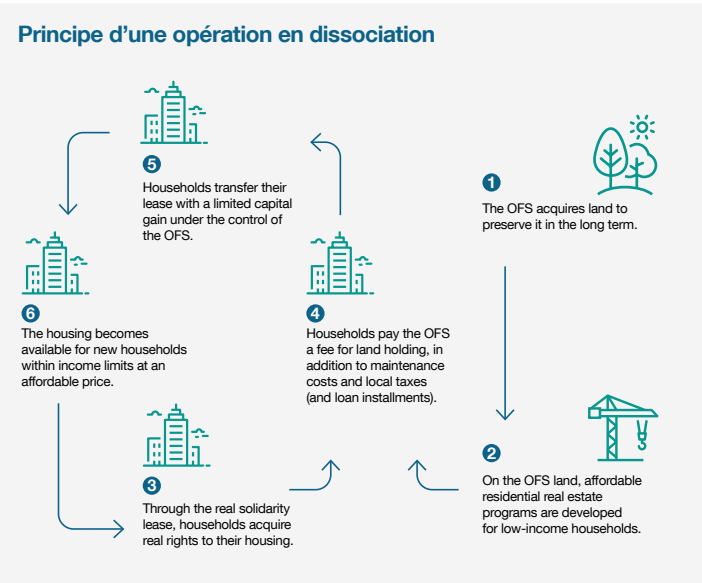 Principe d’une opération en dissociation
1
The OFS acquires land to
preserve it in the long term.
2
On the OFS land, affordable
residential real estate
programs are developed
for low-income households.
3
Through the real solidarity
lease, households acquire
real rights to their housing.
4
Households pay the OFS
a fee for land holding, in
addition to maintenance
costs and local taxes
(and loan installments).
5
Households transfer their
lease with a limited capital
gain under the control of
the OFS.
6
The housing becomes
available for new households
within income limits at an
affordable price.